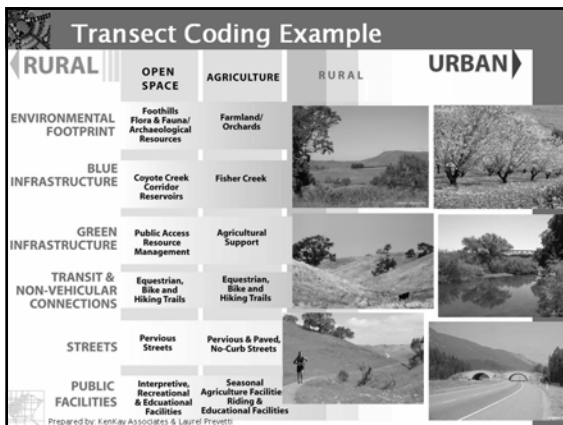 Transect Coding Example
RURAL
OPEN
SPACE
AGRICULTURE
RURAL
URBAN
ENVIRONMENTAL
FOOTPRINT
Foothills
Flora & Fauna/
Archaeological
Resources
Farmland/
Orchards
BLUE
INFRASTRUCTURE
Coyote Creek
Corridor
Reservoirs
Fisher Creek
GREEN
INFRASTRUCTURE
Public Access
Resource
Management
Agricultural
Support
TRANSIT &
NON-VEHICULAR
CONNECTIONS
Equestrian,
Bike and
Hiking Trails
Equestrian,
Bike and
Hiking Trails
STREETS
Pervious
Streets
Pervious & Paved,
No-Curb Streets
PUBLIC
FACILITIES
Interpretive,
Recreational
& Edcuational
Facilities
Seasonal
Agriculture Facilitie
Riding &
Educational Facilities
Prepared by: KenKay Associates & Laurel Prevetti